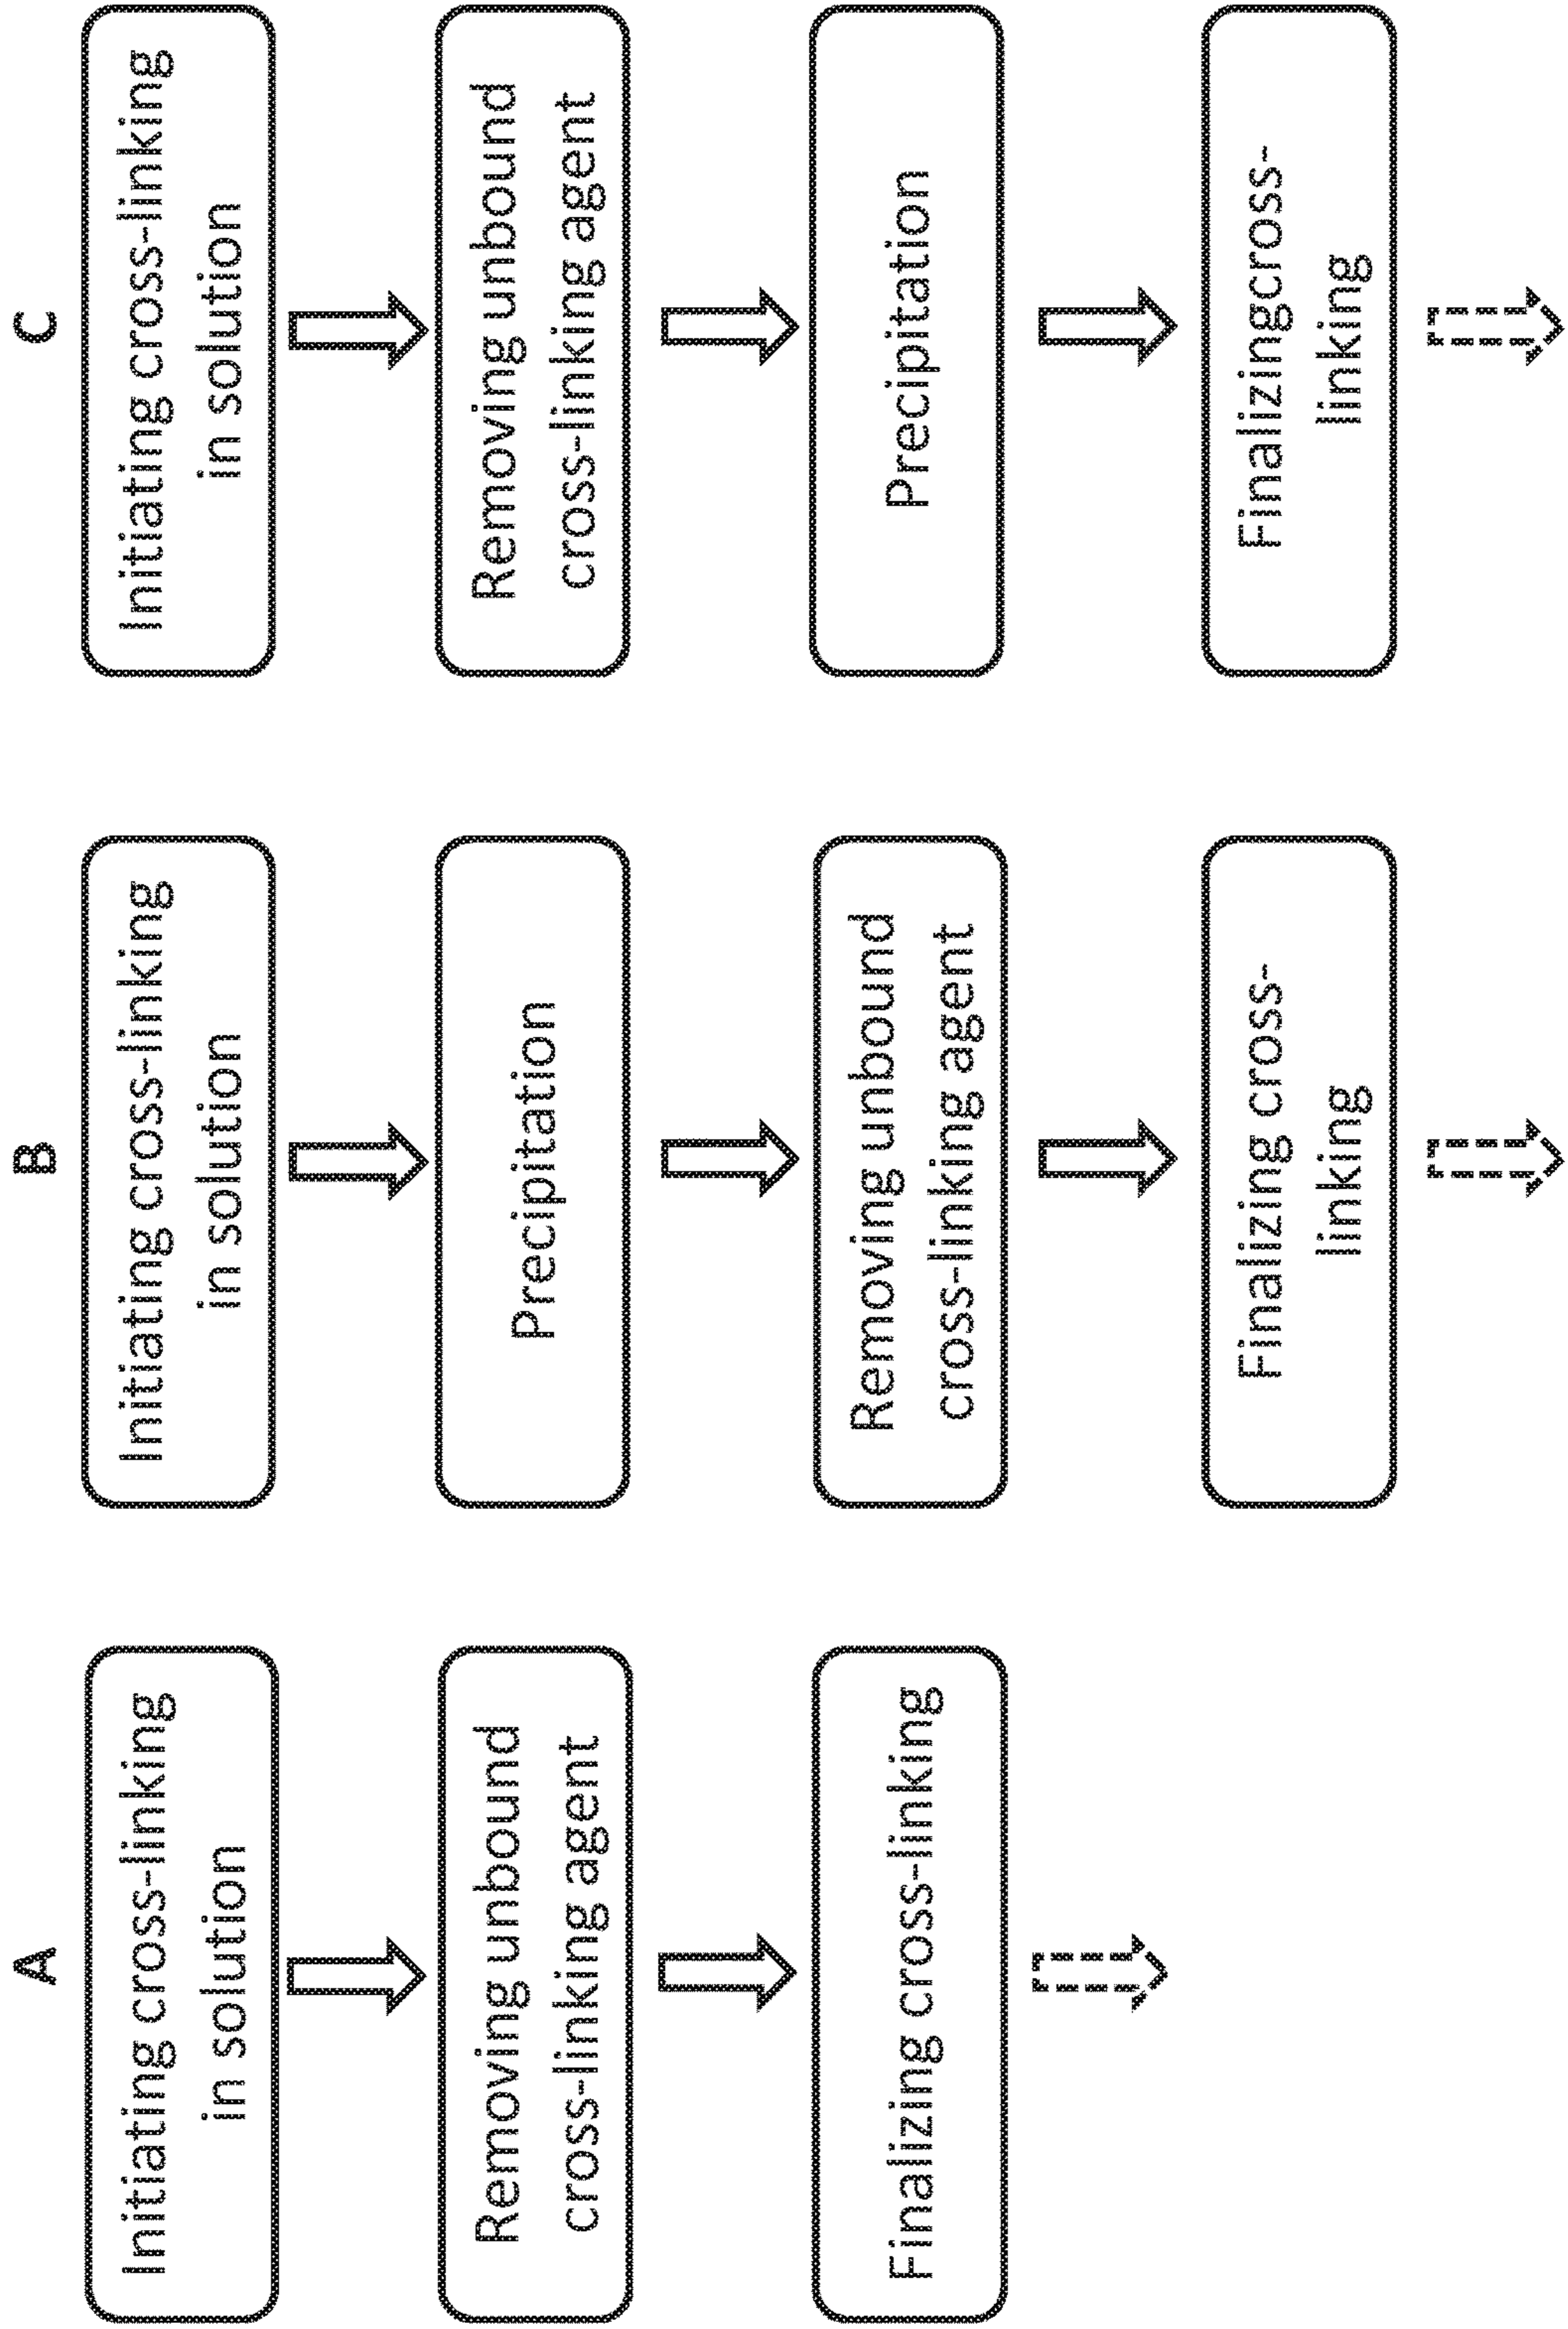 A
Initiating cross-linking
in solution
Removing unbound
cross-linking agent
Finalizing cross-linking
B
Initiating cross-linking
in solution
Precipitation
Removing unbound
cross-linking agent
Finalizing cross-
linking
C
Initiating cross-linking
in solution
Removing unbound
cross-linking agent
Precipitation
Finalizingcross-
linking